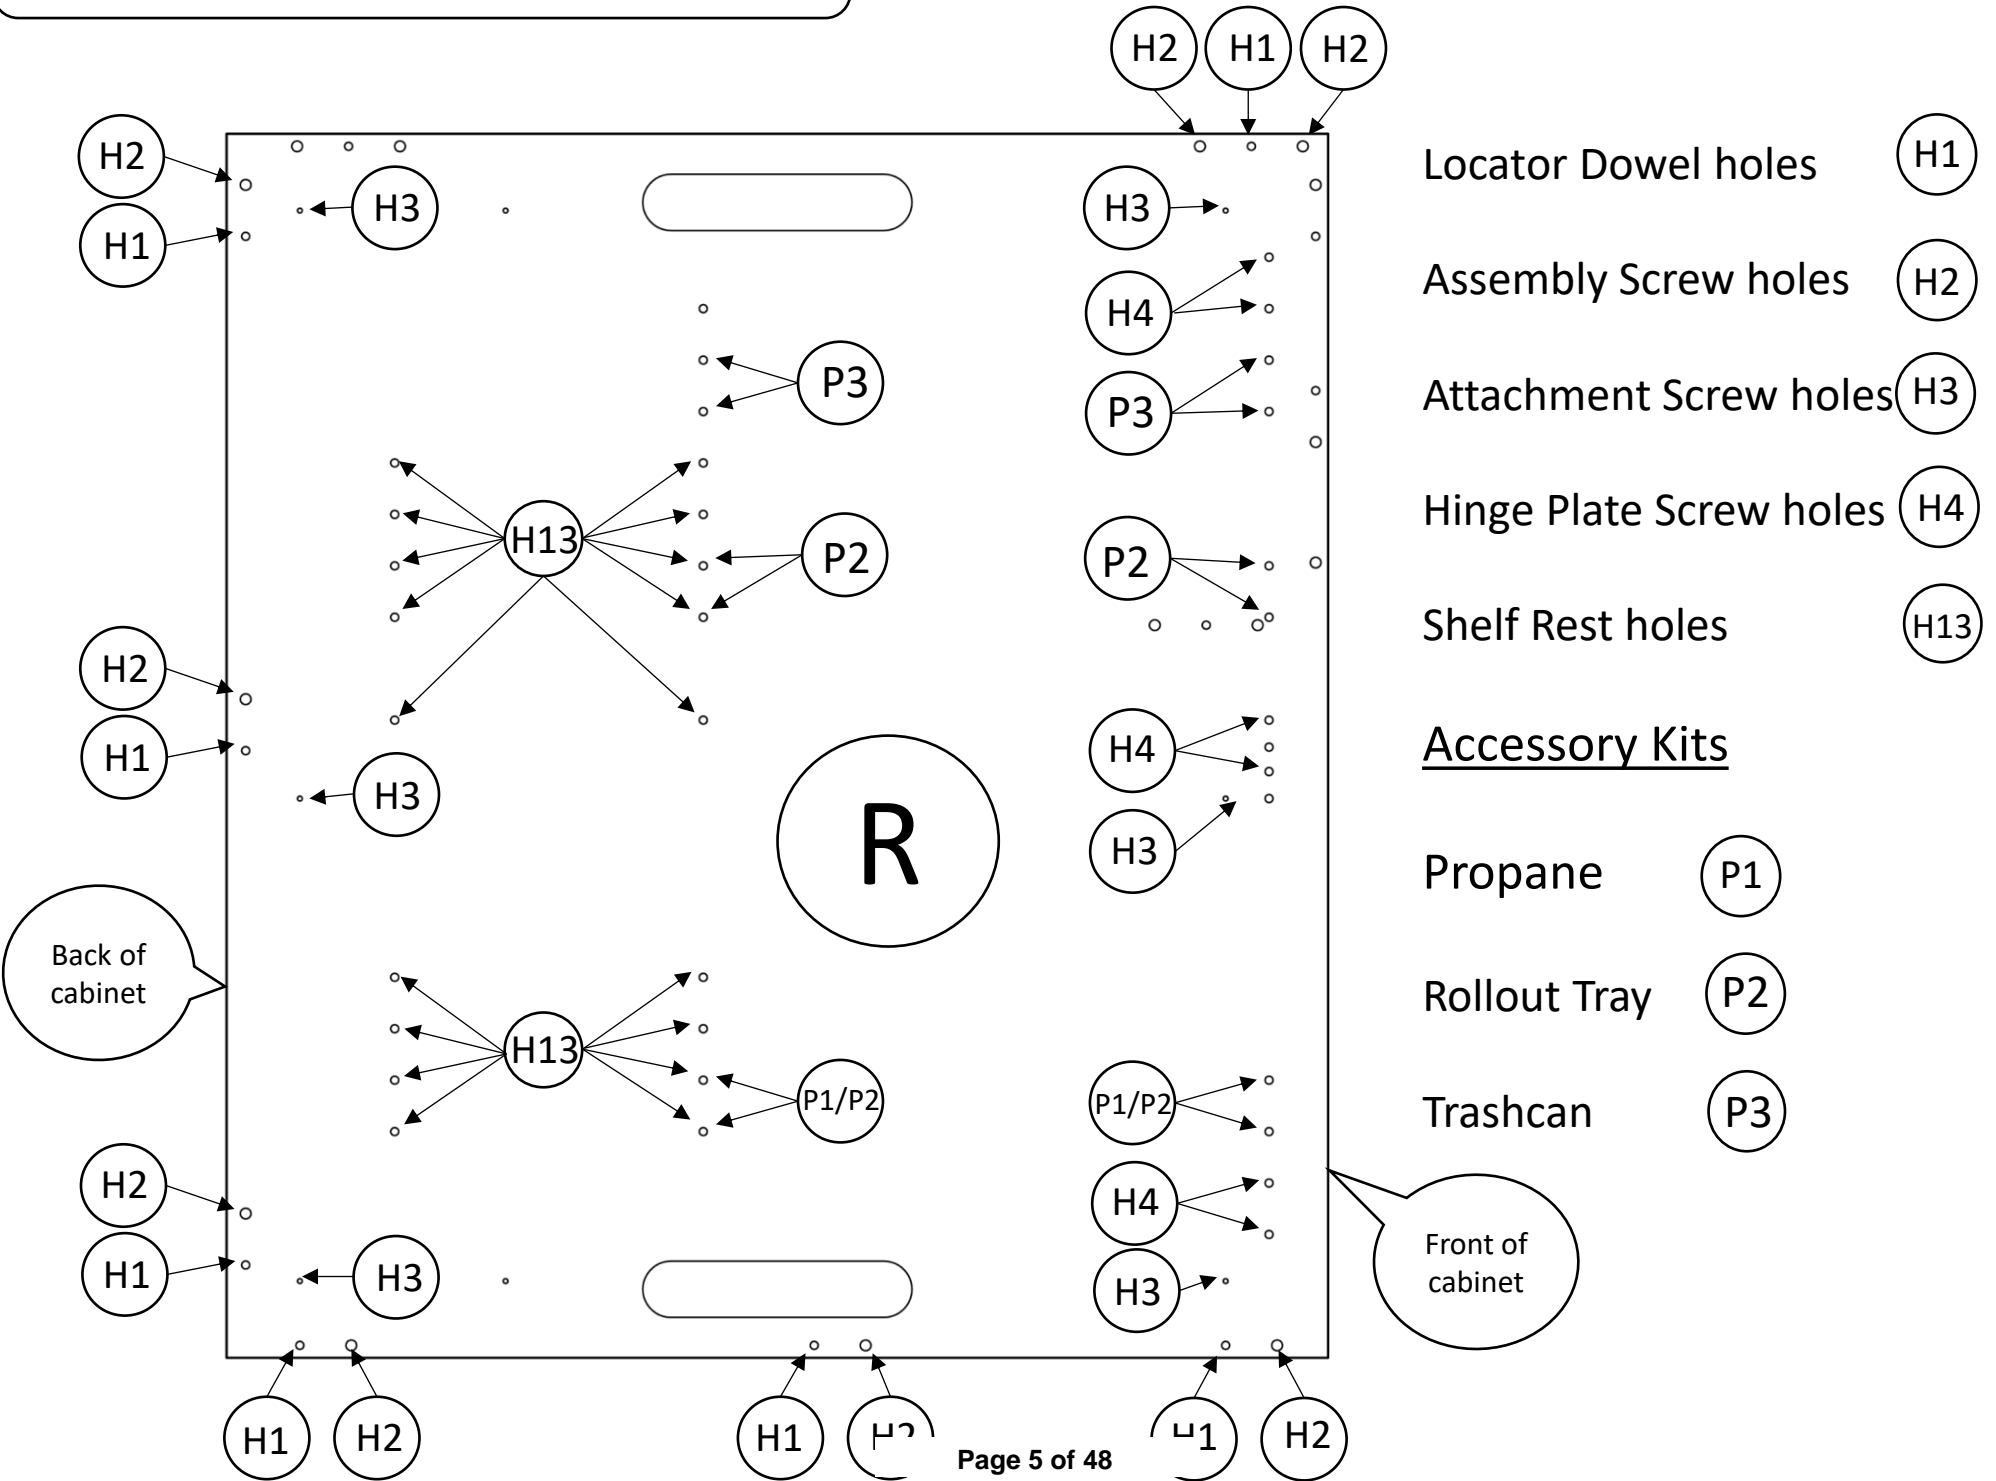 H2 H1 H2
H2
H1
H3
H3
H4
P3
P3
H13
P2
P2
H2
H1
H3
H4
H3
R
Back of
cabinet
H13
P1/P2
P1/P2
H2
H1
H3
H4
H3
Front of
cabinet
H1 H2 H1 H2 H1 H2
Locator Dowel holes H1
Assembly Screw holes H2
Attachment Screw holes H3
Hinge Plate Screw holes H4
Shelf Rest holes H13
Accessory Kits
Propane P1
Rollout Tray P2
Trashcan P3
Page 5 of 48